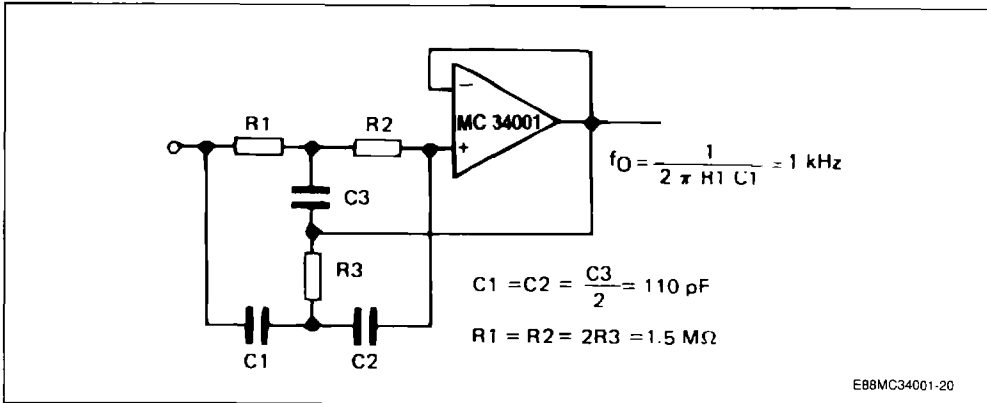 R1
R2
−
MC 34001
+
C3
R3
C1
C2
fO = 1 / 2 π R1 C1 = 1 kHz
C1 = C2 = C3 / 2 = 110 pF
R1 = R2 = 2R3 = 1.5 MΩ
E88MC34001-20